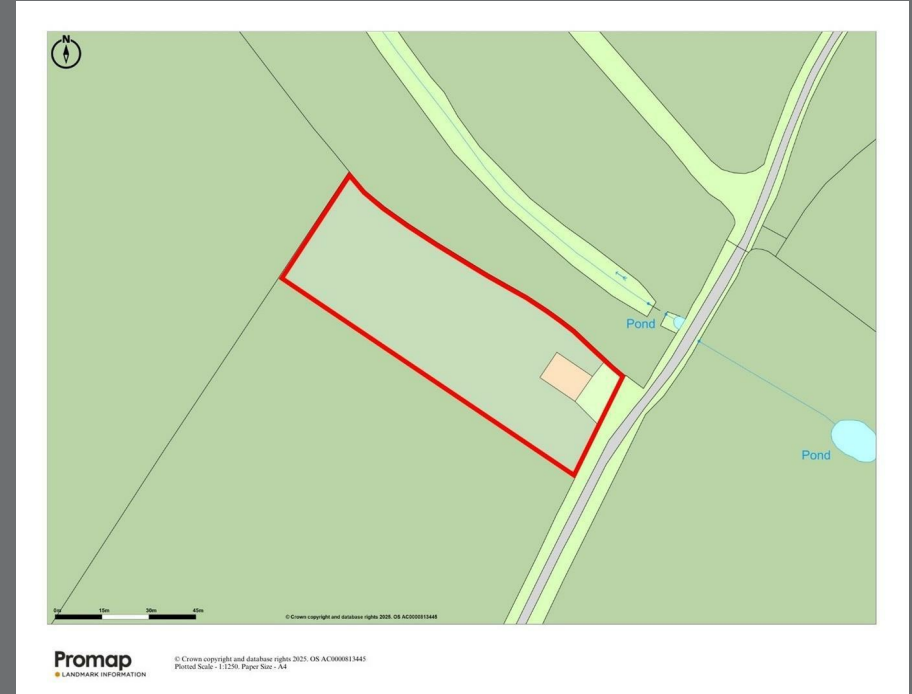 N
Pond
Pond
0m 15m 30m 45m
© Crown copyright and database rights 2025. OS AC0000813445
Promap
LANDMARK INFORMATION
© Crown copyright and database rights 2025. OS AC0000813445
Plotted Scale - 1:1250. Paper Size - A4